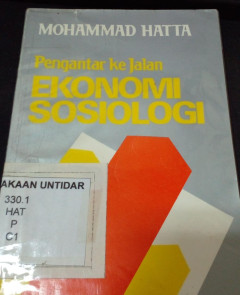 MOHAMMAD HATTA
Pengantar ke Jalan
EKONOMI
SOSIOLOGI
AKAAN UNTIDAR
330.1
HAT
P
C1